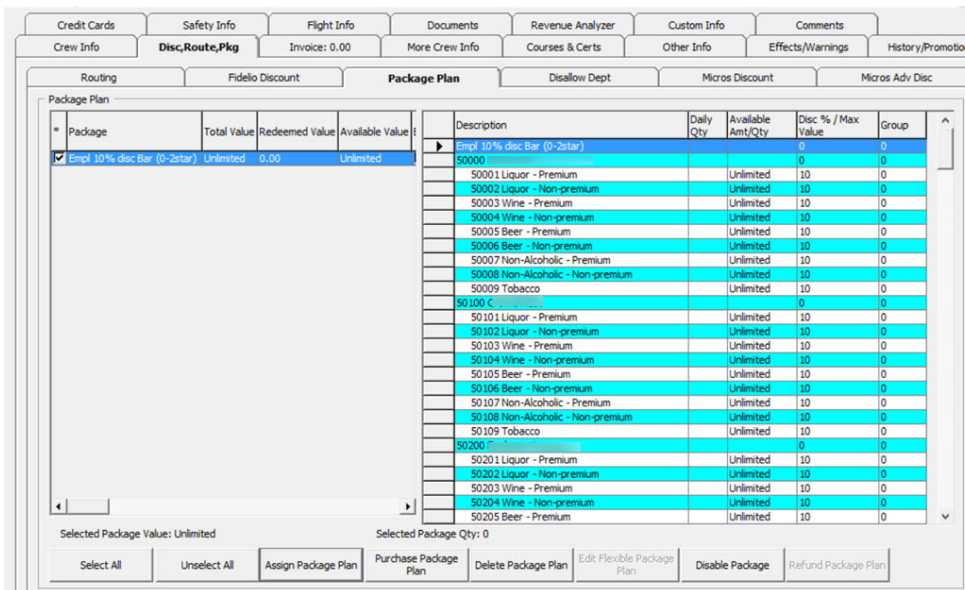 Credit Cards Safety Info Flight Info Documents Revenue Analyzer Custom Info Comments
Crew Info Disc,Route,Pkg Invoice: 0.00 More Crew Info Courses & Certs Other Info Effects/Warnings History/Promotio
Routing Fidelio Discount Package Plan Disallow Dept Micros Discount Micros Adv Disc
Package Plan
* Package Total Value Redeemed Value Available Value E
Empl 10% disc Bar (0-2star) Unlimited 0.00 Unlimited
Description Daily Qty Available Amt/Qty Disc % / Max Value Group
Empl 10% disc Bar (0-2star) 0 0
50000 0 0
50001 Liquor - Premium Unlimited 10 0
50002 Liquor - Non-premium Unlimited 10 0
50003 Wine - Premium Unlimited 10 0
50004 Wine - Non-premium Unlimited 10 0
50005 Beer - Premium Unlimited 10 0
50006 Beer - Non-premium Unlimited 10 0
50007 Non-Alcoholic - Premium Unlimited 10 0
50008 Non-Alcoholic - Non-premium Unlimited 10 0
50009 Tobacco Unlimited 10 0
50100 0 0
50101 Liquor - Premium Unlimited 10 0
50102 Liquor - Non-premium Unlimited 10 0
50103 Wine - Premium Unlimited 10 0
50104 Wine - Non-premium Unlimited 10 0
50105 Beer - Premium Unlimited 10 0
50106 Beer - Non-premium Unlimited 10 0
50107 Non-Alcoholic - Premium Unlimited 10 0
50108 Non-Alcoholic - Non-premium Unlimited 10 0
50109 Tobacco Unlimited 10 0
50200 0 0
50201 Liquor - Premium Unlimited 10 0
50202 Liquor - Non-premium Unlimited 10 0
50203 Wine - Premium Unlimited 10 0
50204 Wine - Non-premium Unlimited 10 0
50205 Beer - Premium Unlimited 10 0
Selected Package Value: Unlimited Selected Package Qty: 0
Select All Unselect All Assign Package Plan Purchase Package Plan Delete Package Plan Edit Flexible Package Plan Disable Package Refund Package Plan